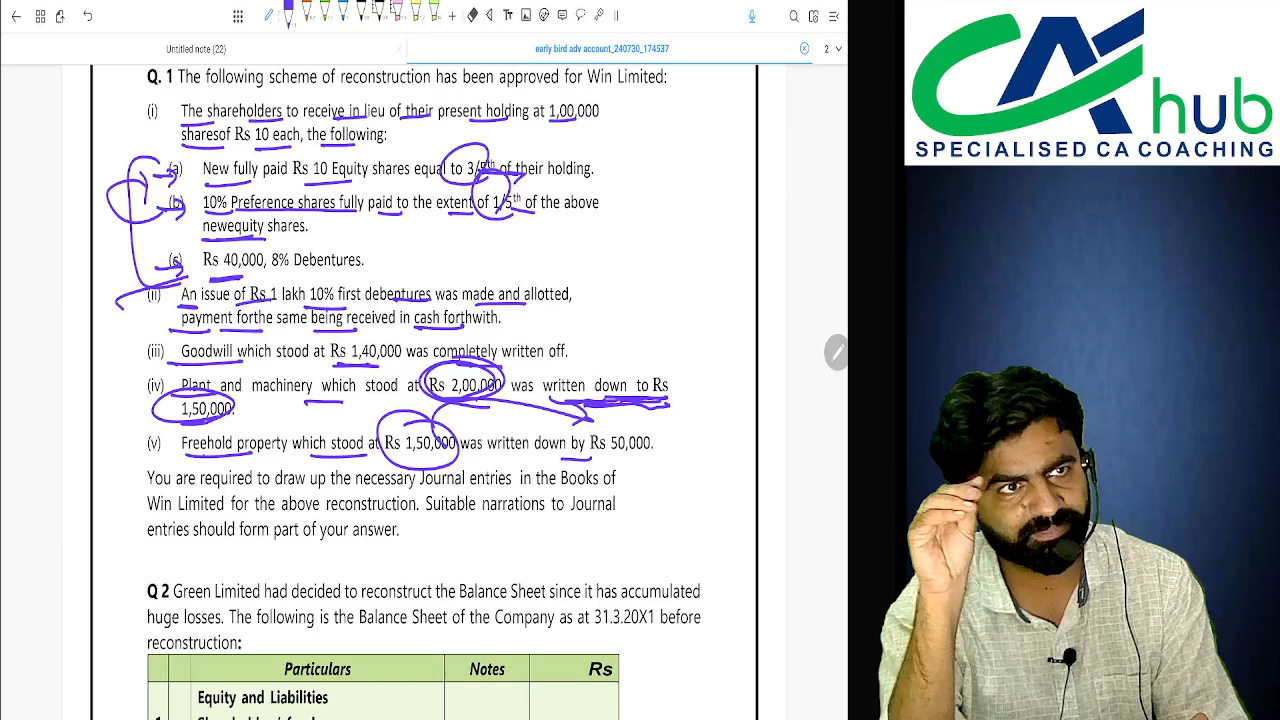 Untitled note (22)
early bird adv account_240730_174537
2
Q. 1 The following scheme of reconstruction has been approved for Win Limited:
(i) The shareholders to receive in lieu of their present holding at 1,00,000
sharesof Rs 10 each, the following:
(a) New fully paid Rs 10 Equity shares equal to 3/5th of their holding.
(b) 10% Preference shares fully paid to the extent of 1/5th of the above
newequity shares.
(c) Rs 40,000, 8% Debentures.
(ii) An issue of Rs 1 lakh 10% first debentures was made and allotted,
payment forthe same being received in cash forthwith.
(iii) Goodwill which stood at Rs 1,40,000 was completely written off.
(iv) Plant and machinery which stood at Rs 2,00,000 was written down to Rs
1,50,000.
(v) Freehold property which stood at Rs 1,50,000 was written down by Rs 50,000.
You are required to draw up the necessary Journal entries in the Books of
Win Limited for the above reconstruction. Suitable narrations to Journal
entries should form part of your answer.
Q 2 Green Limited had decided to reconstruct the Balance Sheet since it has accumulated
huge losses. The following is the Balance Sheet of the Company as at 31.3.20X1 before
reconstruction:
Particulars Notes Rs
Equity and Liabilities
CA hub
SPECIALISED CA COACHING